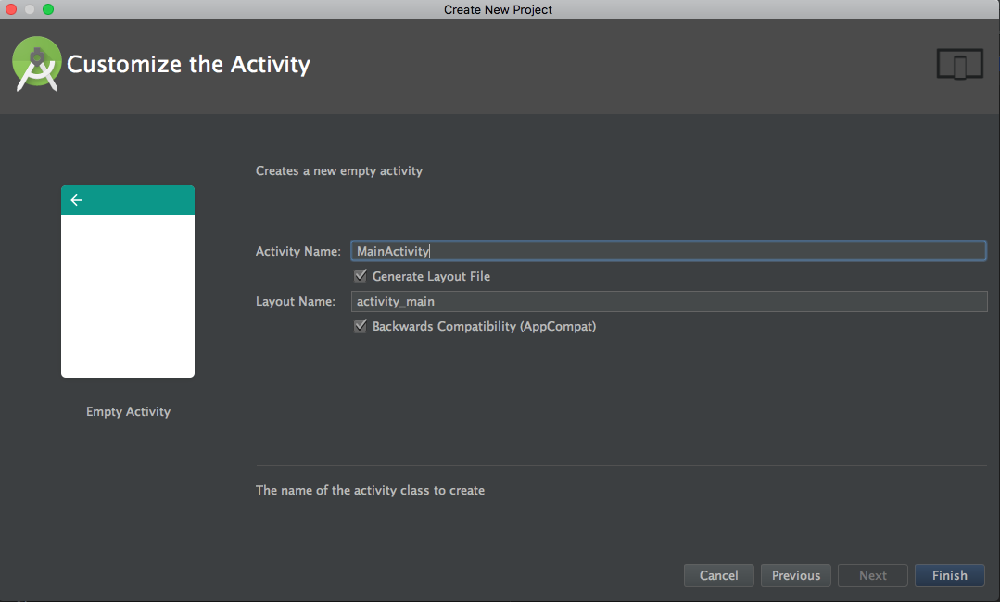 Create New Project
Customize the Activity
Creates a new empty activity
Activity Name: MainActivity
Generate Layout File
Layout Name: activity_main
Backwards Compatibility (AppCompat)
Empty Activity
The name of the activity class to create
Cancel Previous Next Finish